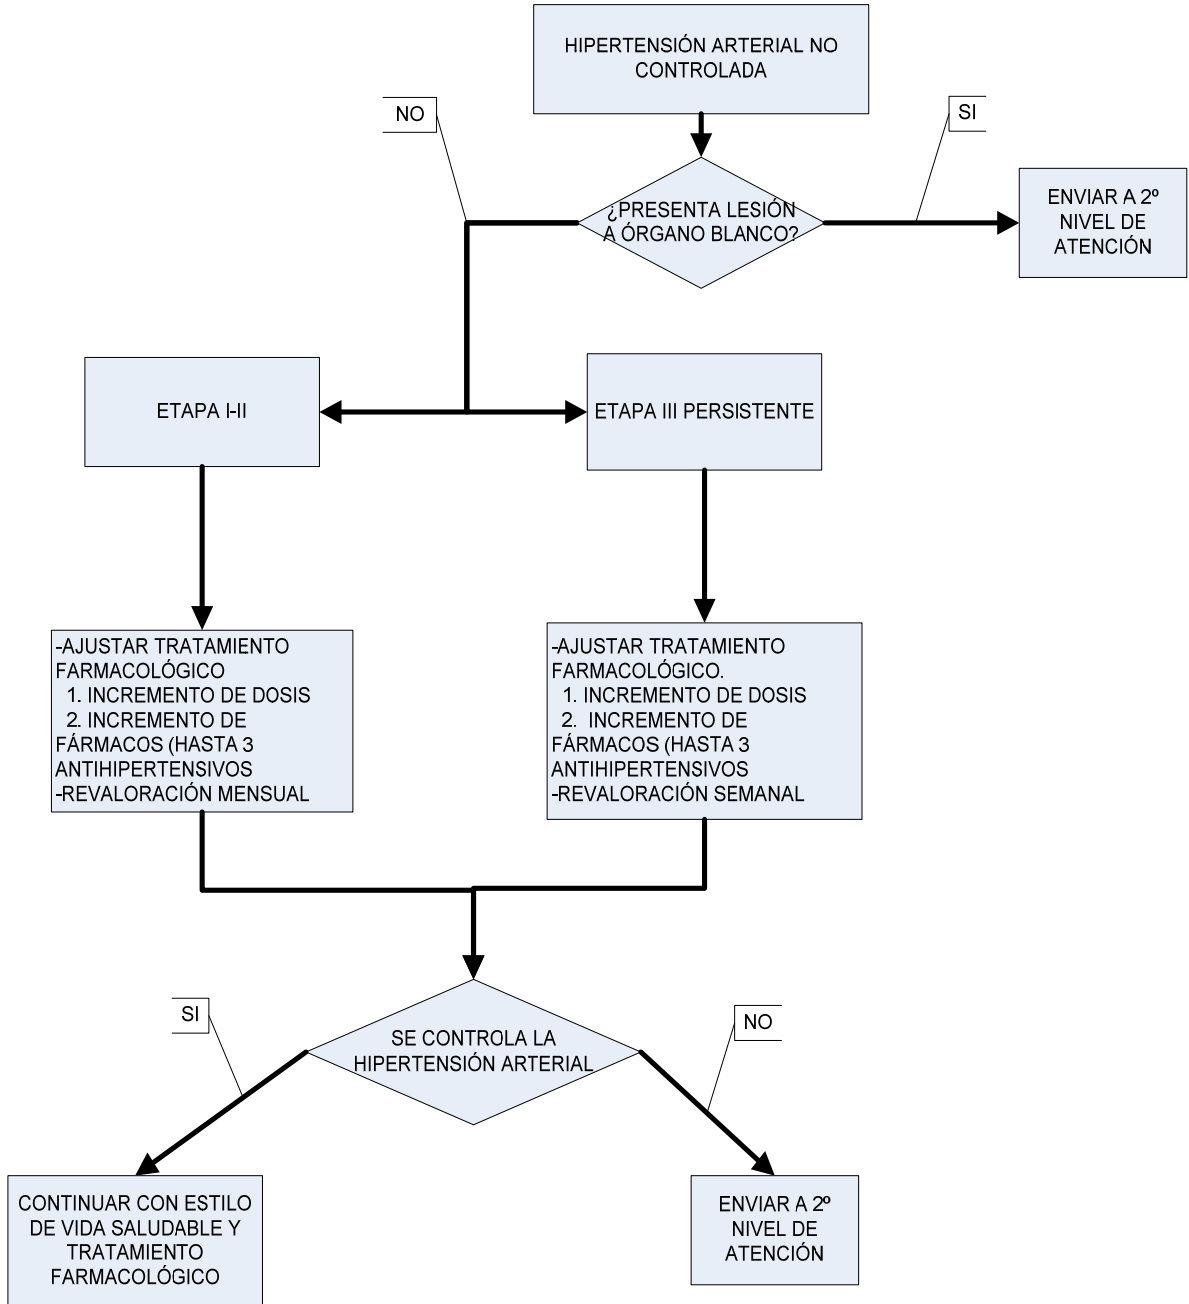 HIPERTENSIÓN ARTERIAL NO
CONTROLADA
NO
SI
¿PRESENTA LESIÓN
A ÓRGANO BLANCO?
ENVIAR A 2º
NIVEL DE
ATENCIÓN
ETAPA I-II
ETAPA III PERSISTENTE
-AJUSTAR TRATAMIENTO
FARMACOLÓGICO
1. INCREMENTO DE DOSIS
2. INCREMENTO DE
FÁRMACOS (HASTA 3
ANTIHIPERTENSIVOS
-REVALORACIÓN MENSUAL
-AJUSTAR TRATAMIENTO
FARMACOLÓGICO.
1. INCREMENTO DE DOSIS
2. INCREMENTO DE
FÁRMACOS (HASTA 3
ANTIHIPERTENSIVOS
-REVALORACIÓN SEMANAL
SI
NO
SE CONTROLA LA
HIPERTENSIÓN ARTERIAL
CONTINUAR CON ESTILO
DE VIDA SALUDABLE Y
TRATAMIENTO
FARMACOLÓGICO
ENVIAR A 2º
NIVEL DE
ATENCIÓN